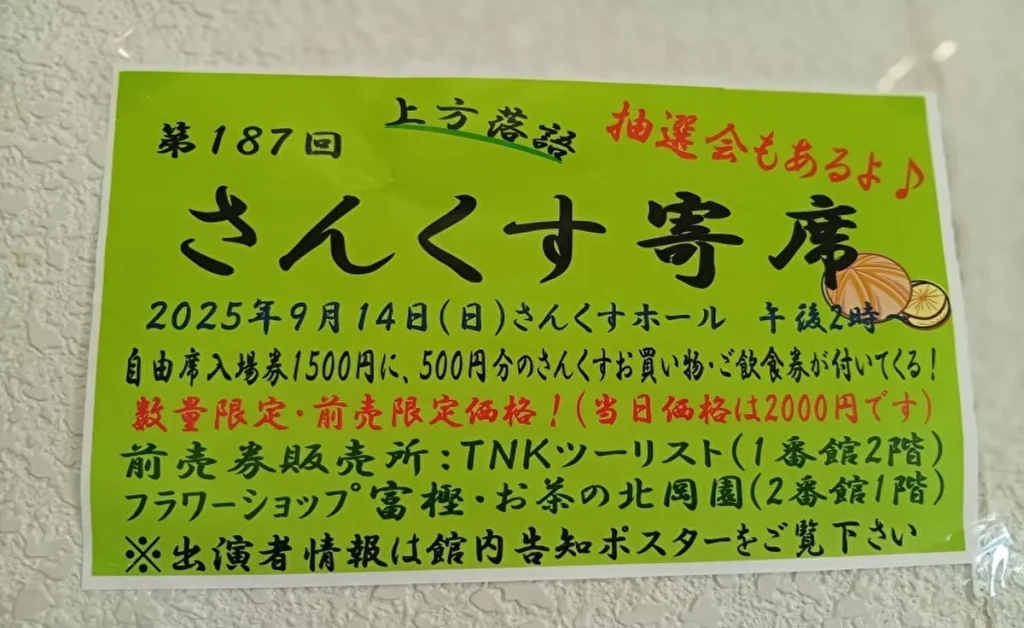 第187回
上方落語
抽選会もあるよ♪
さんくす寄席
2025年9月14日(日)さんくすホール 午後2時〜
自由席入場券1500円に、500円分のさんくすお買い物・ご飲食券が付いてくる!
数量限定・前売限定価格!(当日価格は2000円です)
前売券販売所:TNKツーリスト(1番館2階)
フラワーショップ富樫・お茶の北岡園(2番館1階)
※出演者情報は館内告知ポスターをご覧下さい